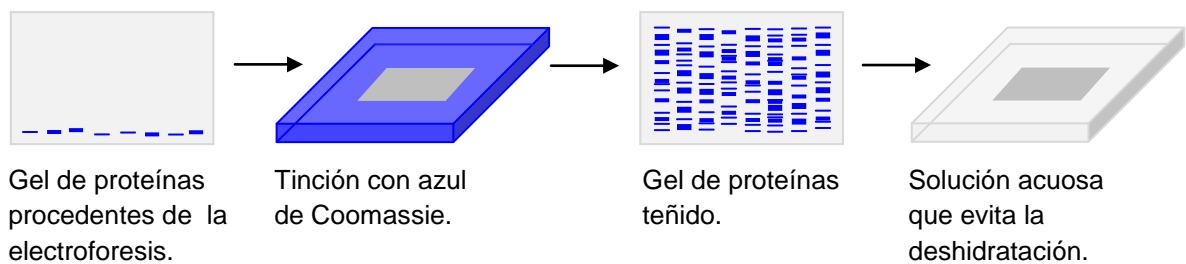 Gel de proteínas
procedentes de la
electroforesis.
Tinción con azul
de Coomassie.
Gel de proteínas
teñido.
Solución acuosa
que evita la
deshidratación.